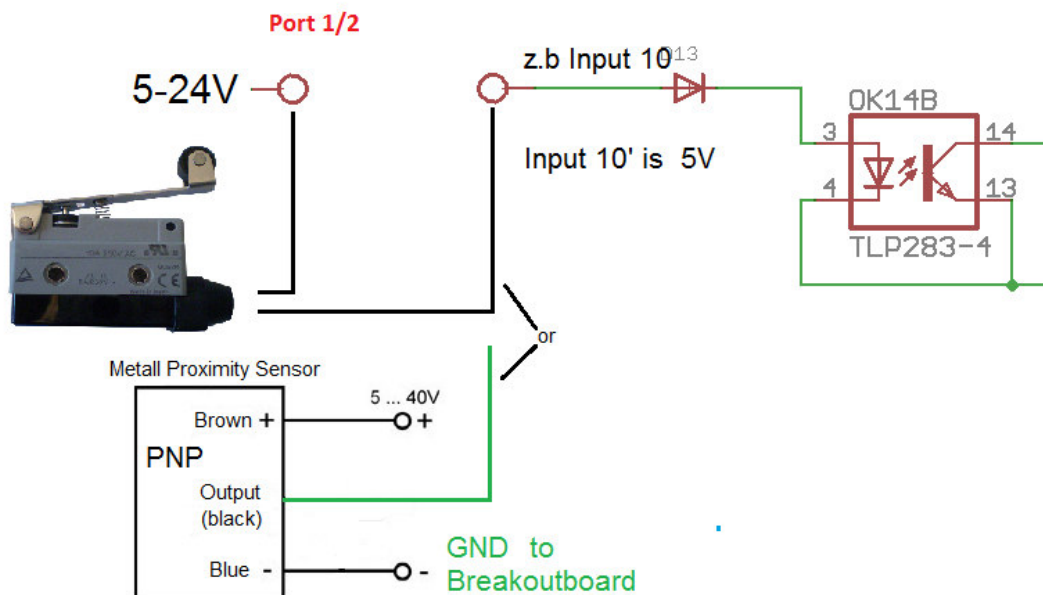 Port 1/2
5-24V
z.b Input 10
D13
Input 10' is 5V
OK14B
3
14
4
13
TLP283-4
or
Metall Proximity Sensor
5 ... 40V
Brown +
+
PNP
Output
(black)
Blue -
-
GND to
Breakoutboard